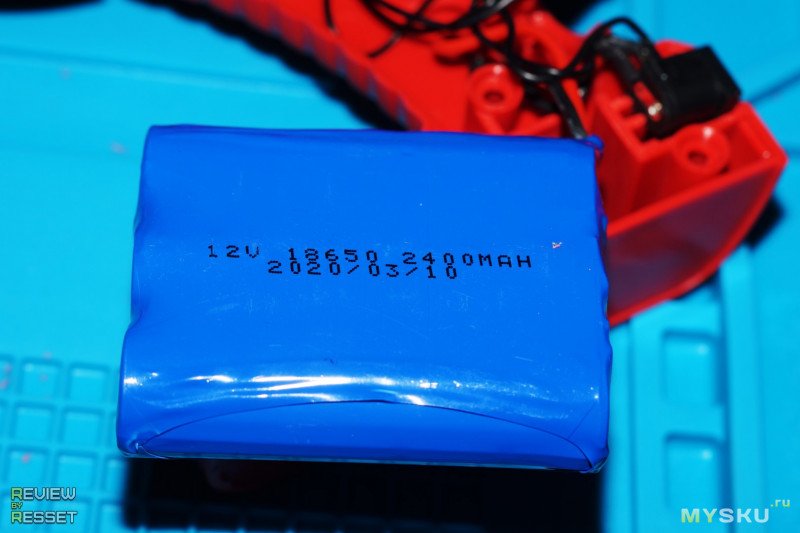 12V 18650 2400MAH
2020/03/10
REVIEW
BY
RESSET
MYSKU.ru